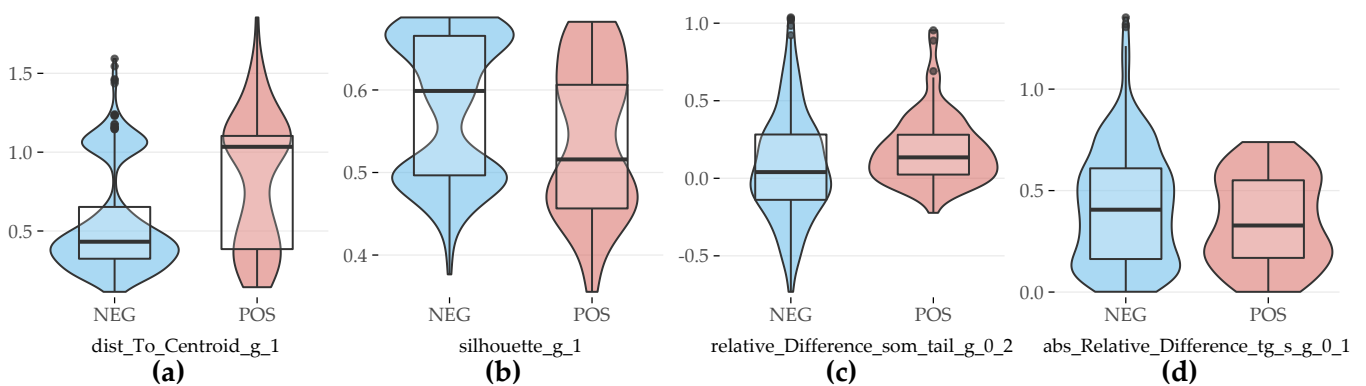 1.5
1.0
0.5
NEG
POS
dist_To_Centroid_g_1
(a)
0.6
0.5
0.4
NEG
POS
silhouette_g_1
(b)
1.0
0.5
0.0
-0.5
NEG
POS
relative_Difference_som_tail_g_0_2
(c)
1.0
0.5
0.0
NEG
POS
abs_Relative_Difference_tg_s_g_0_1
(d)